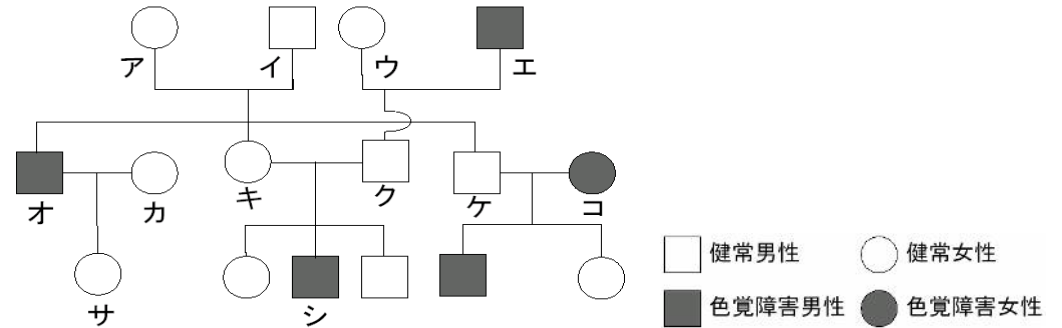 ア イ ウ エ
オ カ キ ク ケ コ
サ シ
健常男性 健常女性
色覚障害男性 色覚障害女性